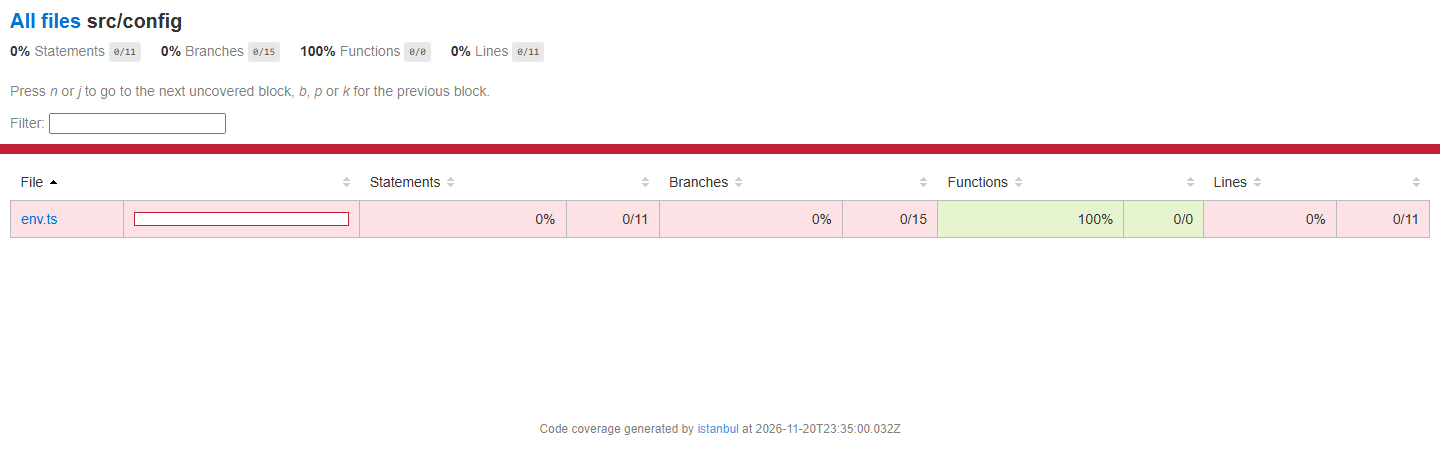 All files src/config
0% Statements 0/11 0% Branches 0/15 100% Functions 0/0 0% Lines 0/11
Press n or j to go to the next uncovered block, b, p or k for the previous block.
Filter:
File Statements Branches Functions Lines
env.ts 0% 0/11 0% 0/15 100% 0/0 0% 0/11
Code coverage generated by istanbul at 2026-11-20T23:35:00.032Z